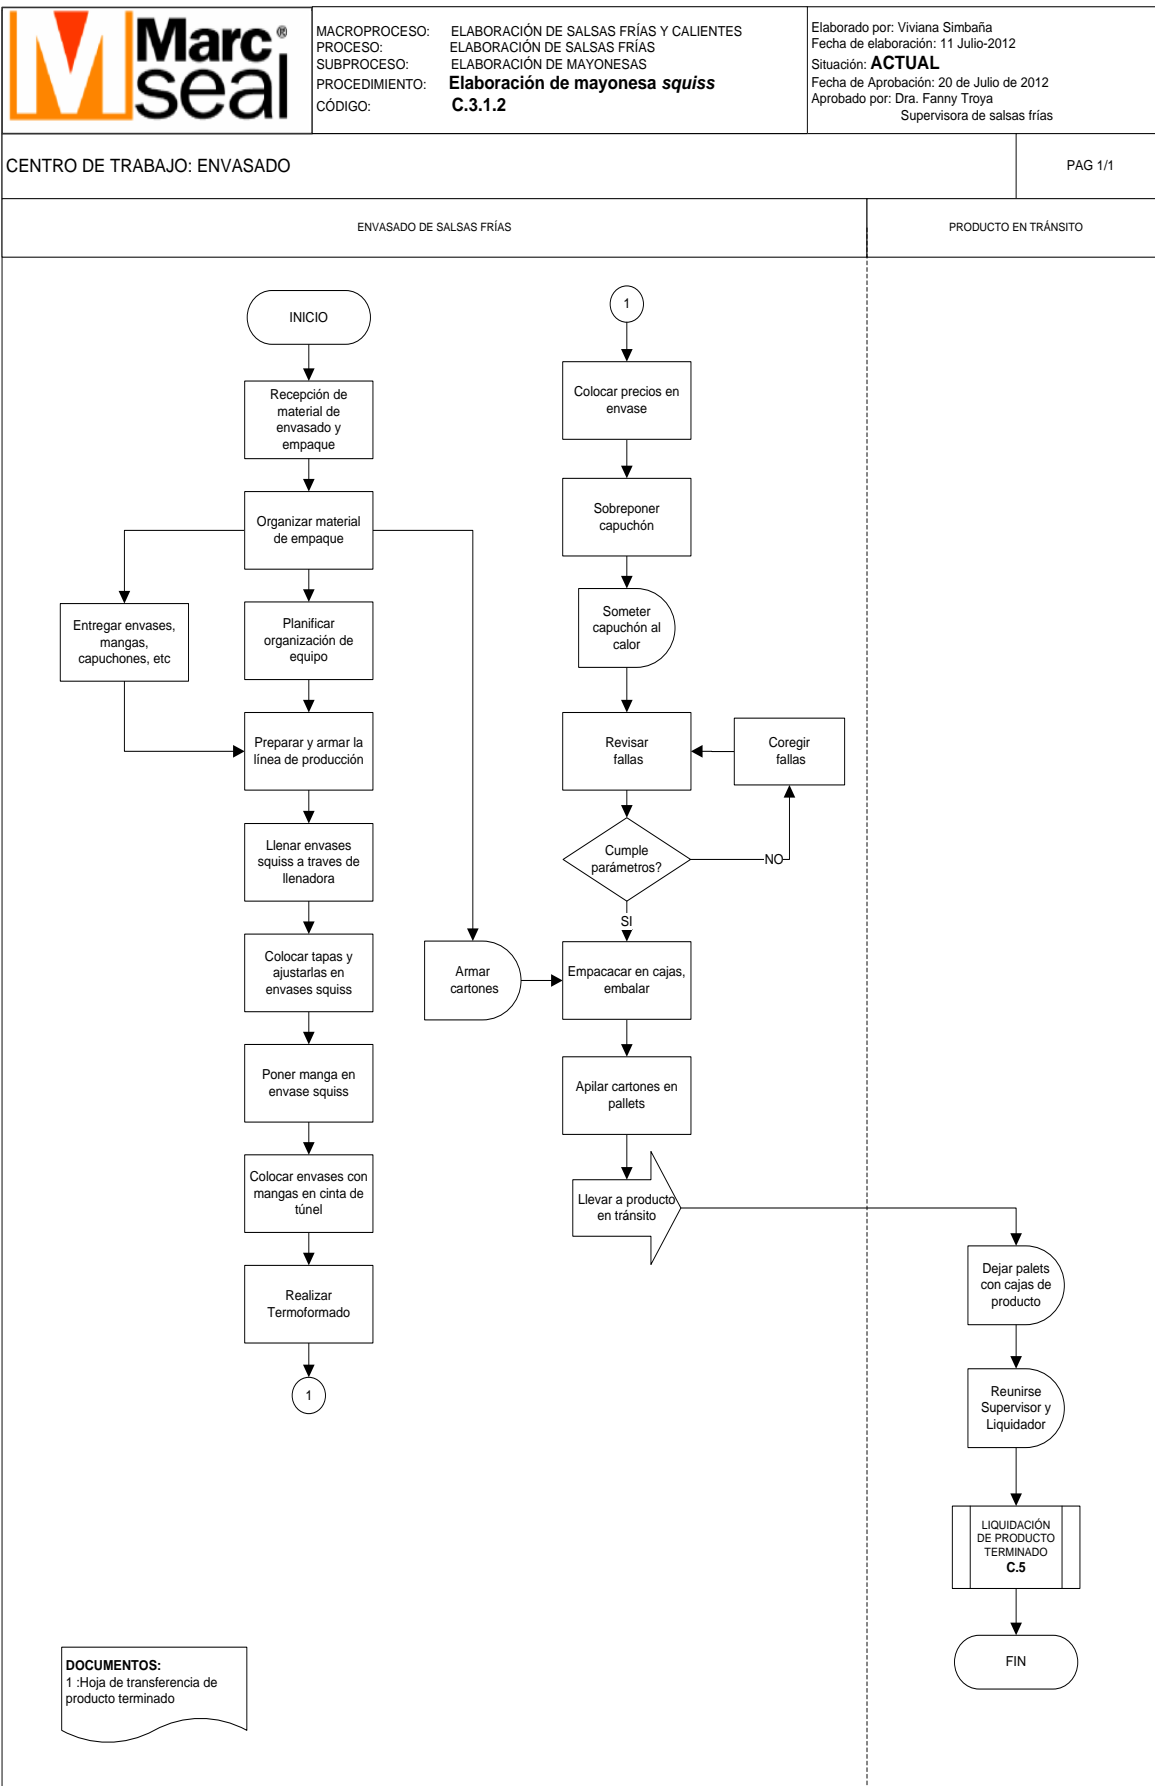 Marc®
seal
MACROPROCESO: ELABORACIÓN DE SALSAS FRÍAS Y CALIENTES
PROCESO: ELABORACIÓN DE SALSAS FRÍAS
SUBPROCESO: ELABORACIÓN DE MAYONESAS
PROCEDIMIENTO: Elaboración de mayonesa squiss
CÓDIGO: C.3.1.2
Elaborado por: Viviana Simbaña
Fecha de elaboración: 11 Julio-2012
Situación: ACTUAL
Fecha de Aprobación: 20 de Julio de 2012
Aprobado por: Dra. Fanny Troya
Supervisora de salsas frías
CENTRO DE TRABAJO: ENVASADO
PAG 1/1
ENVASADO DE SALSAS FRÍAS
PRODUCTO EN TRÁNSITO
INICIO
Recepción de
material de
envasado y
empaque
Organizar material
de empaque
Entregar envases,
mangas,
capuchones, etc
Planificar
organización de
equipo
Preparar y armar la
línea de producción
Llenar envases
squiss a traves de
llenadora
Colocar tapas y
ajustarlas en
envases squiss
Poner manga en
envase squiss
Colocar envases con
mangas en cinta de
túnel
Realizar
Termoformado
1
1
Colocar precios en
envase
Sobreponer
capuchón
Someter
capuchón al
calor
Revisar
fallas
Coregir
fallas
Cumple
parámetros?
NO
SI
Armar
cartones
Empacacar en cajas,
embalar
Apilar cartones en
pallets
Llevar a producto
en tránsito
Dejar palets
con cajas de
producto
Reunirse
Supervisor y
Liquidador
LIQUIDACIÓN
DE PRODUCTO
TERMINADO
C.5
FIN
DOCUMENTOS:
1 :Hoja de transferencia de
producto terminado